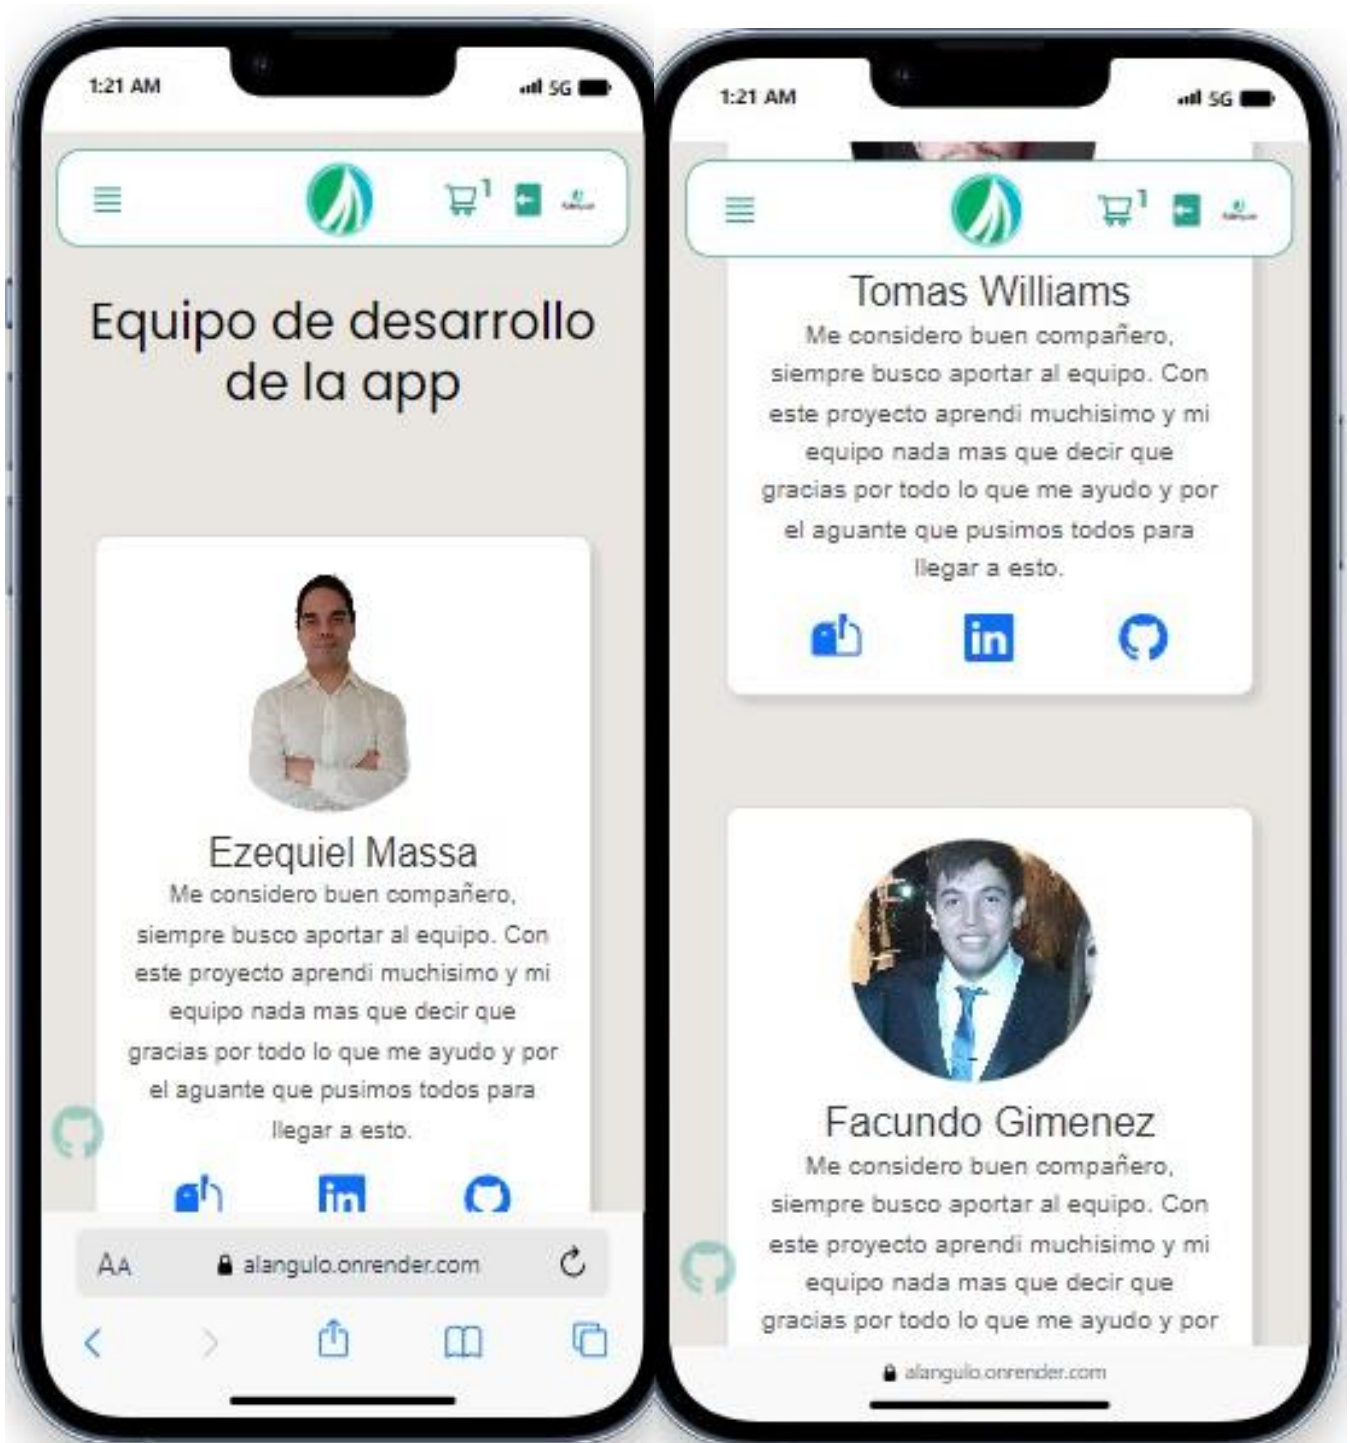 1:21 AM
5G
1
Equipo de desarrollo
de la app
Ezequiel Massa
Me considero buen compañero,
siempre busco aportar al equipo. Con
este proyecto aprendi muchisimo y mi
equipo nada mas que decir que
gracias por todo lo que me ayudo y por
el aguante que pusimos todos para
llegar a esto.
in
AA
alangulo.onrender.com
1:21 AM
5G
1
Tomas Williams
Me considero buen compañero,
siempre busco aportar al equipo. Con
este proyecto aprendi muchisimo y mi
equipo nada mas que decir que
gracias por todo lo que me ayudo y por
el aguante que pusimos todos para
llegar a esto.
in
Facundo Gimenez
Me considero buen compañero,
siempre busco aportar al equipo. Con
este proyecto aprendi muchisimo y mi
equipo nada mas que decir que
gracias por todo lo que me ayudo y por
alangulo.onrender.com